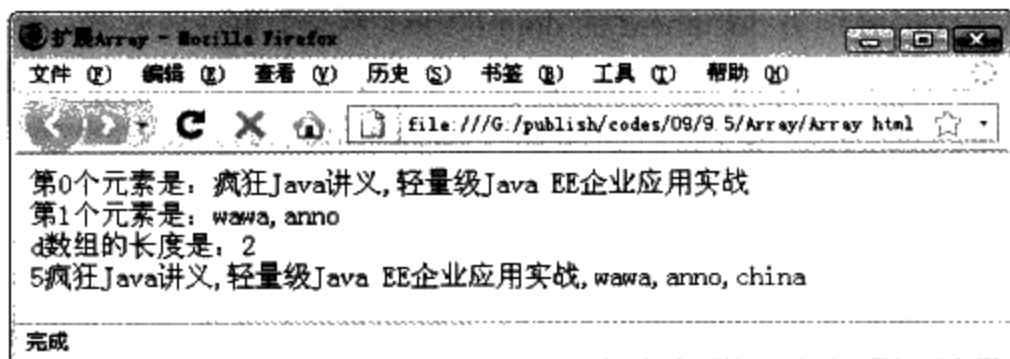 扩展Array - Mozilla Firefox
文件 (F) 编辑 (E) 查看 (V) 历史 (S) 书签 (B) 工具 (T) 帮助 (H)
file:///G:/publish/codes/09/9.5/Array/Array html
第0个元素是：疯狂Java讲义,轻量级Java EE企业应用实战
第1个元素是：wawa,anno
d数组的长度是：2
5疯狂Java讲义,轻量级Java EE企业应用实战,wawa,anno,china
完成